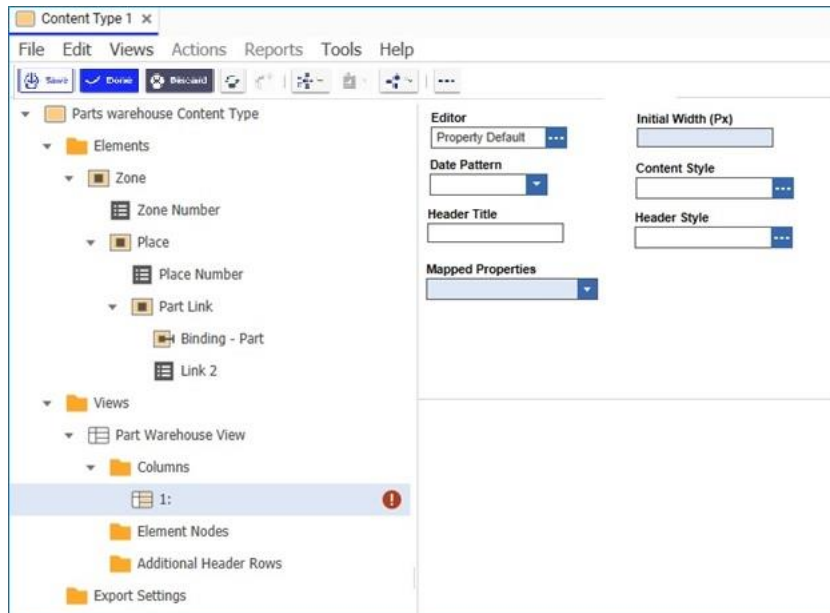 Content Type 1
File Edit Views Actions Reports Tools Help
Save Done Discard
Parts warehouse Content Type
Elements
Zone
Zone Number
Place
Place Number
Part Link
Binding - Part
Link 2
Views
Part Warehouse View
Columns
1:
Element Nodes
Additional Header Rows
Export Settings
Editor
Property Default
Initial Width (Px)
Date Pattern
Content Style
Header Title
Header Style
Mapped Properties